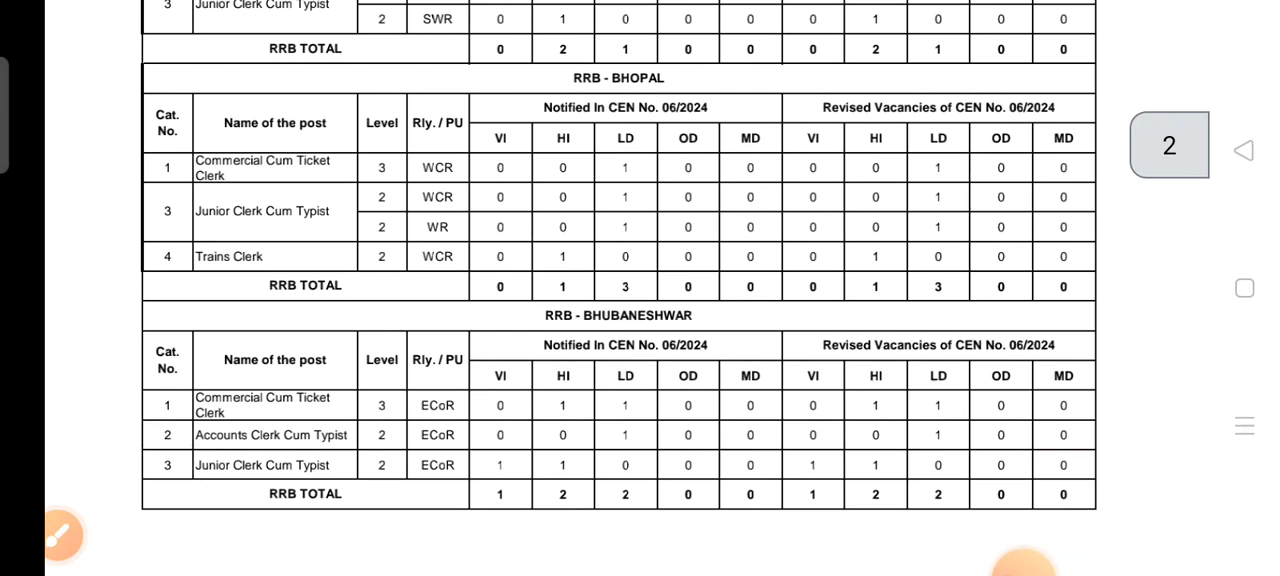 3 Junior Clerk Cum Typist
2 SWR 0 1 0 0 0 0 1 0 0 0
RRB TOTAL 0 2 1 0 0 0 2 1 0 0
RRB - BHOPAL
Cat. No. Name of the post Level Rly. / PU Notified In CEN No. 06/2024 Revised Vacancies of CEN No. 06/2024
VI HI LD OD MD VI HI LD OD MD
1 Commercial Cum Ticket Clerk 3 WCR 0 0 1 0 0 0 0 1 0 0
3 Junior Clerk Cum Typist 2 WCR 0 0 1 0 0 0 0 1 0 0
2 WR 0 0 1 0 0 0 0 1 0 0
4 Trains Clerk 2 WCR 0 1 0 0 0 0 1 0 0 0
RRB TOTAL 0 1 3 0 0 0 1 3 0 0
RRB - BHUBANESHWAR
Cat. No. Name of the post Level Rly. / PU Notified In CEN No. 06/2024 Revised Vacancies of CEN No. 06/2024
VI HI LD OD MD VI HI LD OD MD
1 Commercial Cum Ticket Clerk 3 ECoR 0 1 1 0 0 0 1 1 0 0
2 Accounts Clerk Cum Typist 2 ECoR 0 0 1 0 0 0 0 1 0 0
3 Junior Clerk Cum Typist 2 ECoR 1 1 0 0 0 1 1 0 0 0
RRB TOTAL 1 2 2 0 0 1 2 2 0 0
2